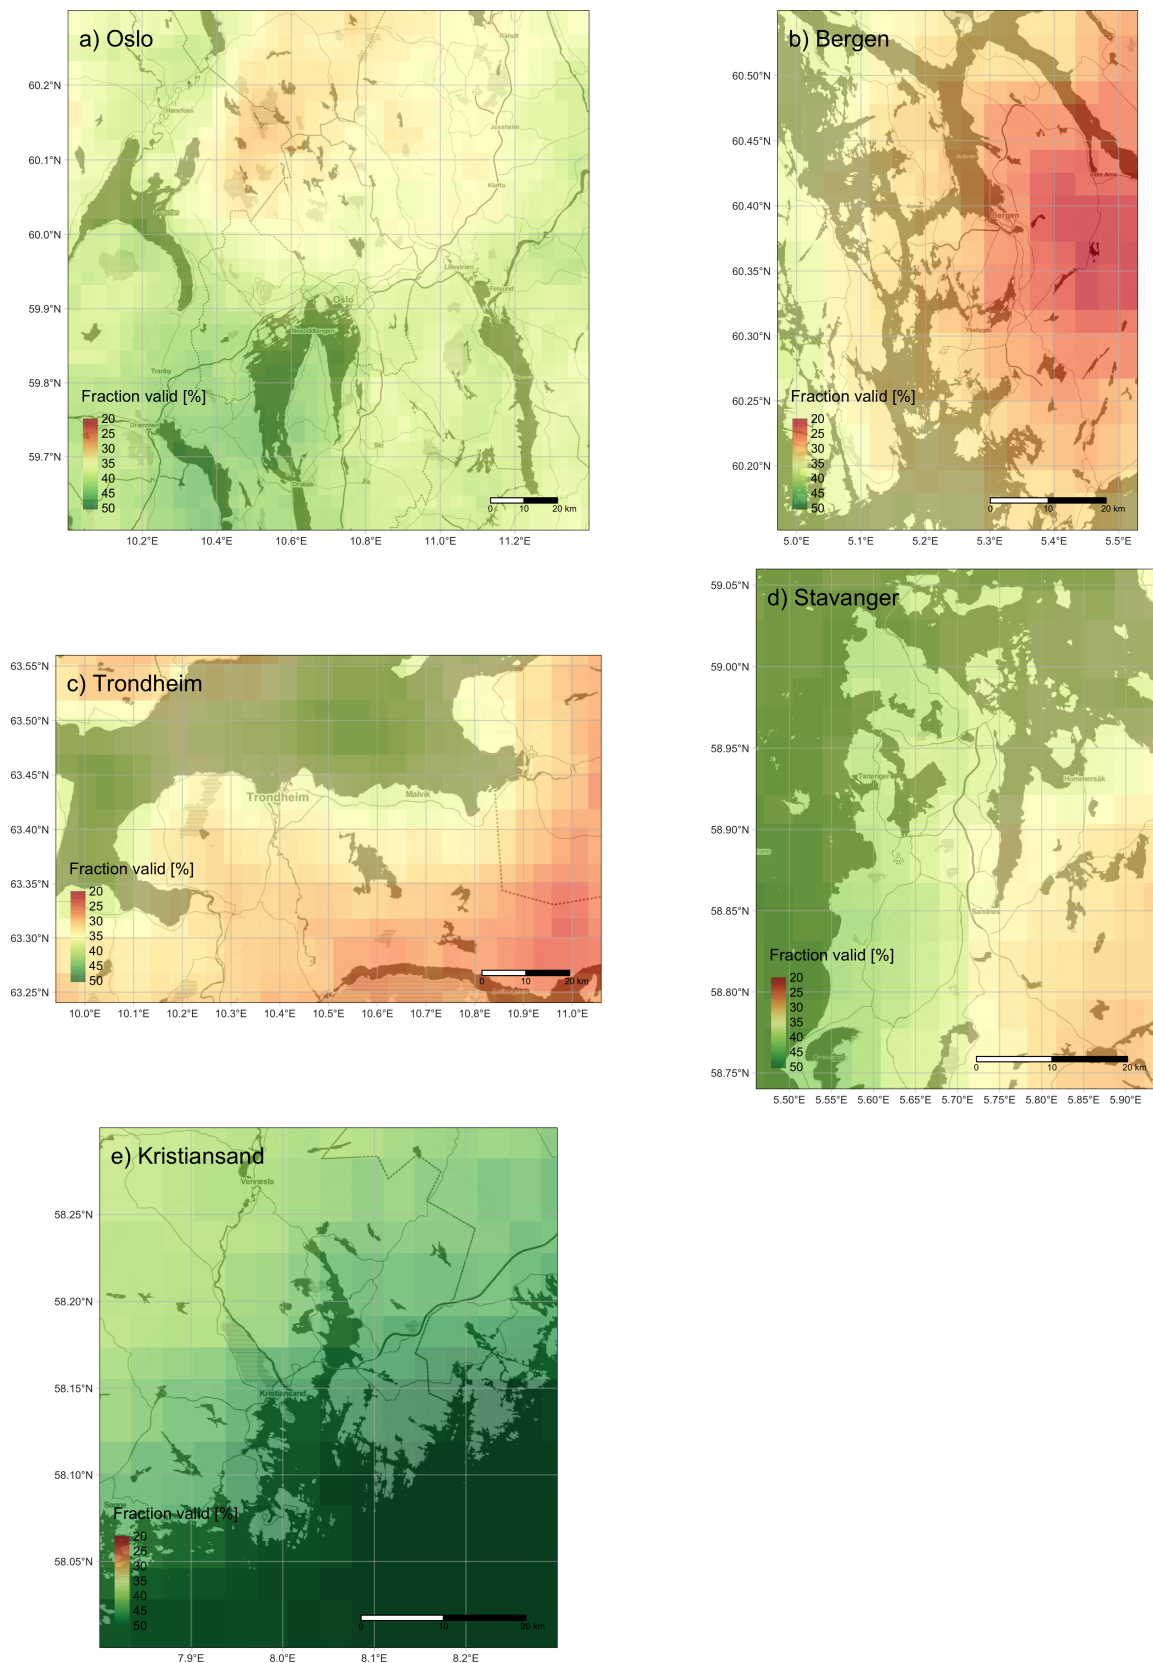 a) Oslo
60.2°N
60.1°N
60.0°N
59.9°N
59.8°N
59.7°N
Råholt
Hønefoss
Jessheim
Kløfta
Lillestrøm
Fetsund
Oslo
Nesoddtangen
Tranby
Drammen
Ski
Ås
Drøbak
Fraction valid [%]
20
25
30
35
40
45
50
0 10 20 km
10.2°E 10.4°E 10.6°E 10.8°E 11.0°E 11.2°E
b) Bergen
60.50°N
60.45°N
60.40°N
60.35°N
60.30°N
60.25°N
60.20°N
Indre Arna
Bergen
Ytrebygda
Fraction valid [%]
20
25
30
35
40
45
50
0 10 20 km
5.0°E 5.1°E 5.2°E 5.3°E 5.4°E 5.5°E
c) Trondheim
63.55°N
63.50°N
63.45°N
63.40°N
63.35°N
63.30°N
63.25°N
Trondheim
Malvik
Fraction valid [%]
20
25
30
35
40
45
50
0 10 20 km
10.0°E 10.1°E 10.2°E 10.3°E 10.4°E 10.5°E 10.6°E 10.7°E 10.8°E 10.9°E 11.0°E
d) Stavanger
59.05°N
59.00°N
58.95°N
58.90°N
58.85°N
58.80°N
58.75°N
Tananger
Hommersåk
Sandnes
Fraction valid [%]
20
25
30
35
40
45
50
0 10 20 km
5.50°E 5.55°E 5.60°E 5.65°E 5.70°E 5.75°E 5.80°E 5.85°E 5.90°E
e) Kristiansand
58.25°N
58.20°N
58.15°N
58.10°N
58.05°N
Vennesla
Kristiansand
Søgne
Fraction valid [%]
20
25
30
35
40
45
50
0 10 20 km
7.9°E 8.0°E 8.1°E 8.2°E